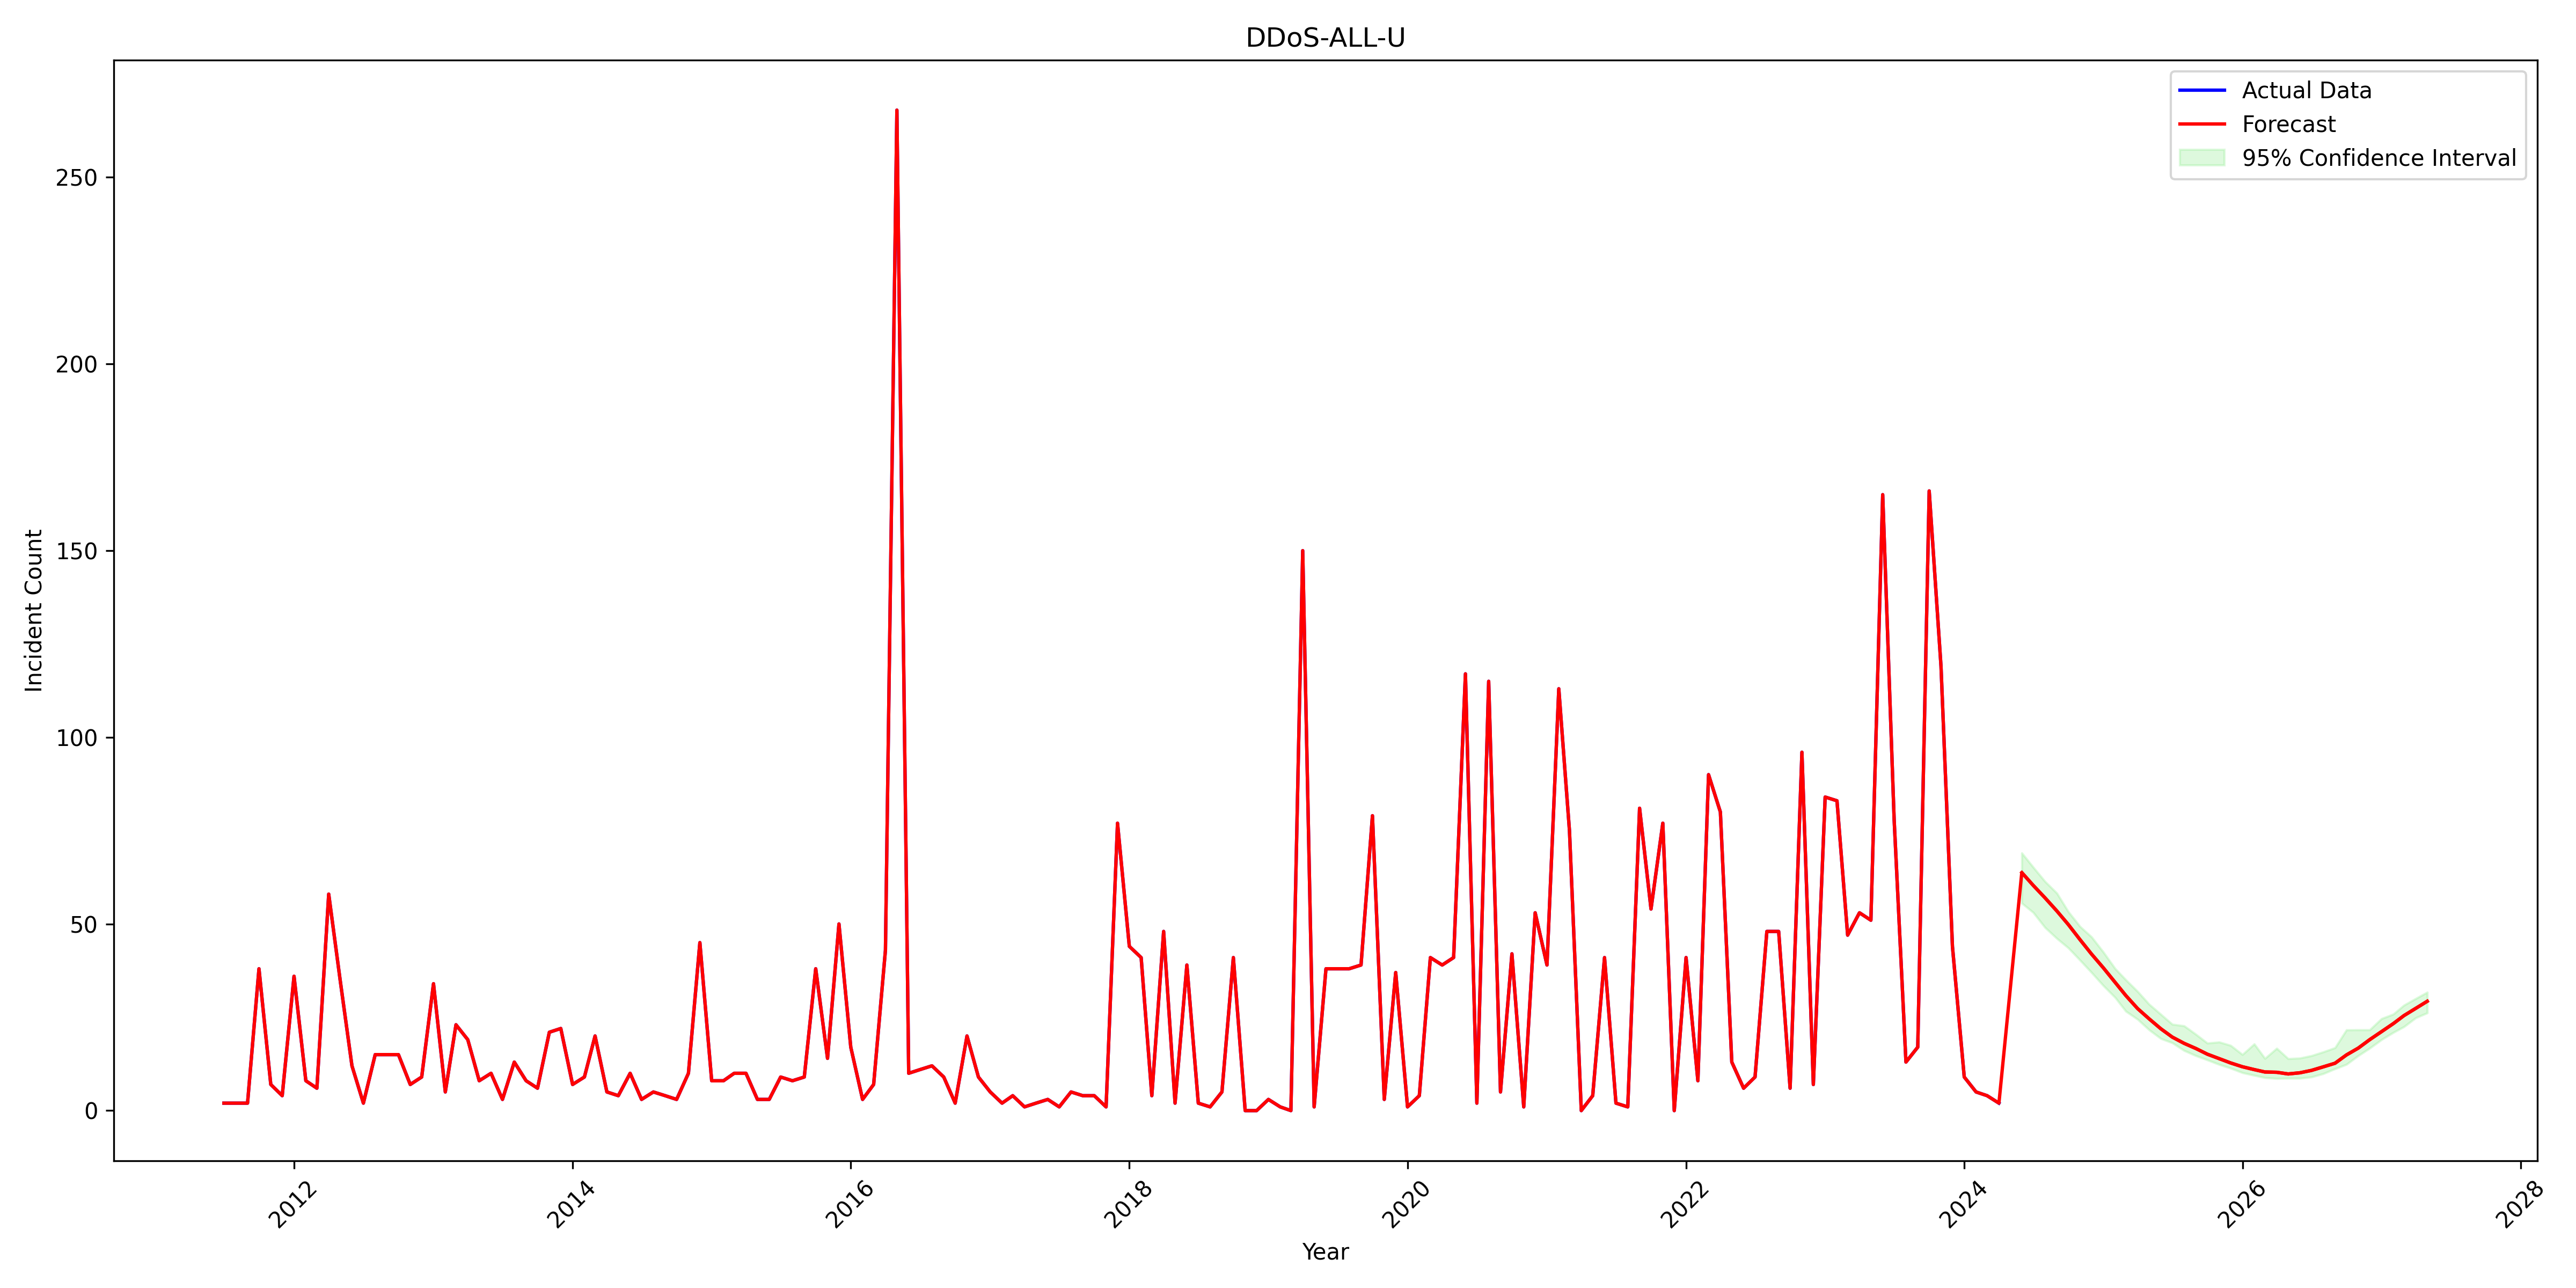 DDoS-ALL-U
Actual Data
Forecast
95% Confidence Interval
Incident Count
250
200
150
100
50
0
2012
2014
2016
2018
2020
2022
2024
2026
2028
Year